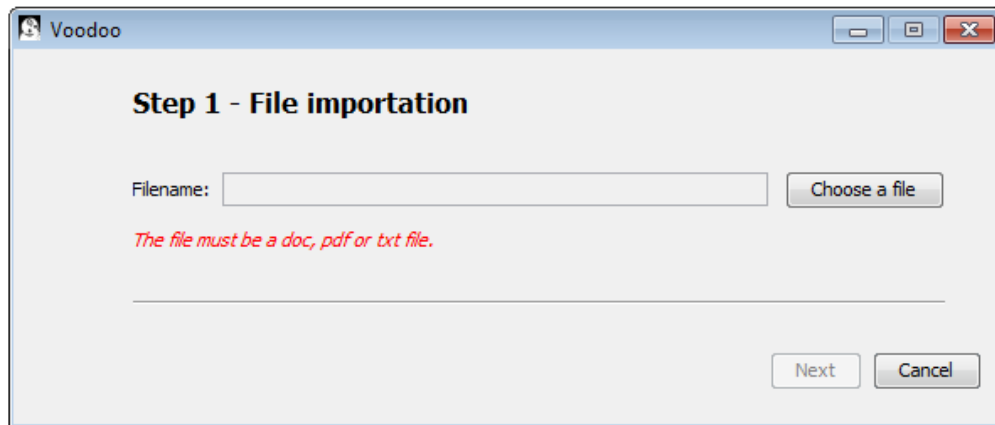 Voodoo
Step 1 - File importation
Filename:
Choose a file
The file must be a doc, pdf or txt file.
Next
Cancel